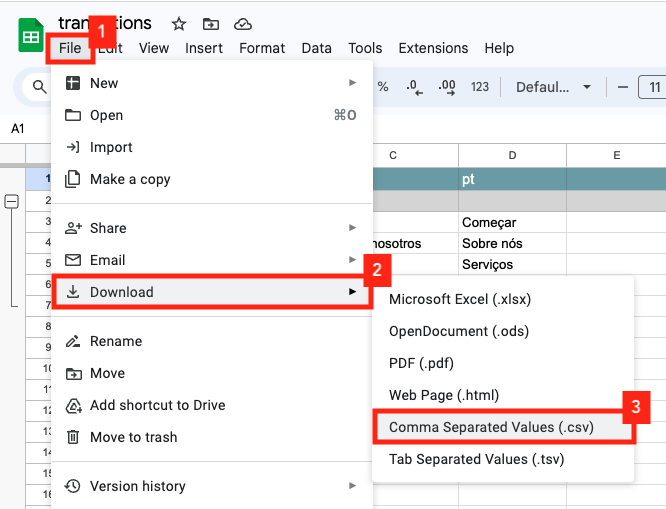 translations
1
File Edit View Insert Format Data Tools Extensions Help
New
% .0 .00 123 Defaul... 11
Open ⌘O
A1
Import
C D E
Make a copy
1 pt
2
Share
3 Começar
4 nosotros Sobre nós
Email
5 Serviços
2
Download
6
Microsoft Excel (.xlsx)
7
OpenDocument (.ods)
8
Rename
9
PDF (.pdf)
10
Move
11
Web Page (.html)
Add shortcut to Drive
12
3
Comma Separated Values (.csv)
13
Move to trash
14
Tab Separated Values (.tsv)
15
Version history
16